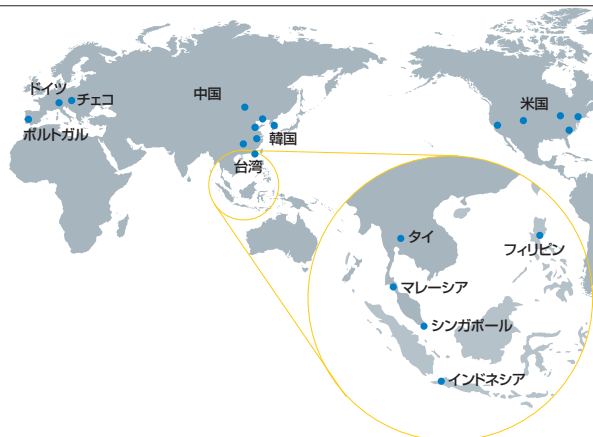 ドイツ
チェコ
ポルトガル
中国
韓国
台湾
米国
タイ
フィリピン
マレーシア
シンガポール
インドネシア